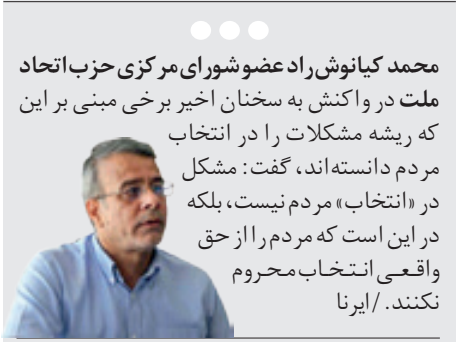 محمد کیانوش‌راد عضو شورای مرکزی حزب اتحاد
ملت در واکنش به سخنان اخیر برخی مبنی بر این
که ریشه مشکلات را در انتخاب
مردم دانسته‌اند، گفت: مشکل
در «انتخاب» مردم نیست، بلکه
در این است که مردم را از حق
واقعی انتخاب محروم
نکنند. /ایرنا